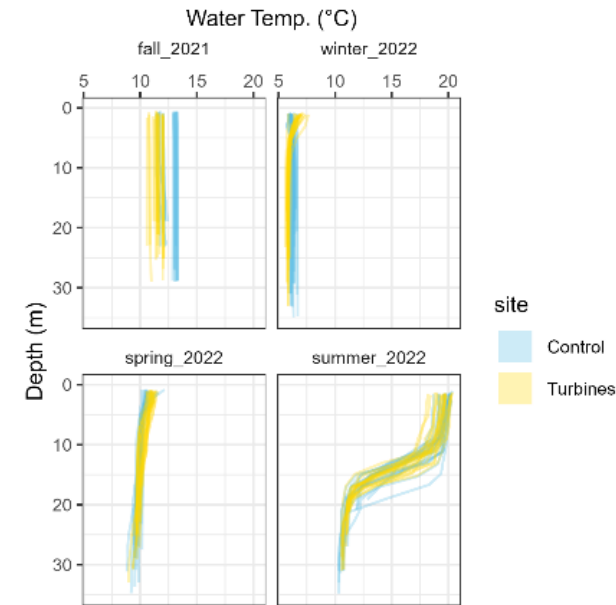 Water Temp. (°C)
fall_2021 winter_2022
5 10 15 20 5 10 15 20
0
10
20
30
Depth (m)
site
Control
Turbines
spring_2022 summer_2022
0
10
20
30